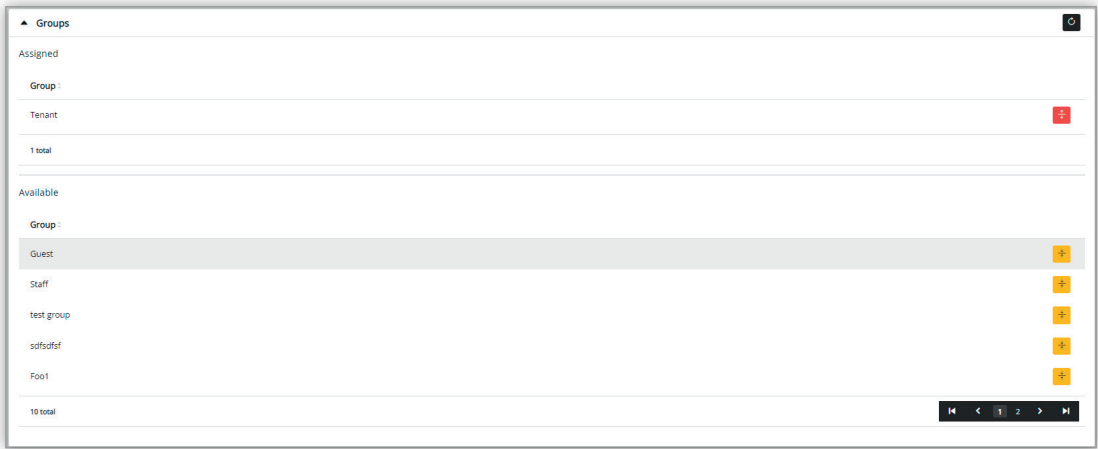 Groups
Assigned
Group
Tenant
1 total
Available
Group
Guest
Staff
test group
sdfsdfsf
Foo1
10 total
1 2